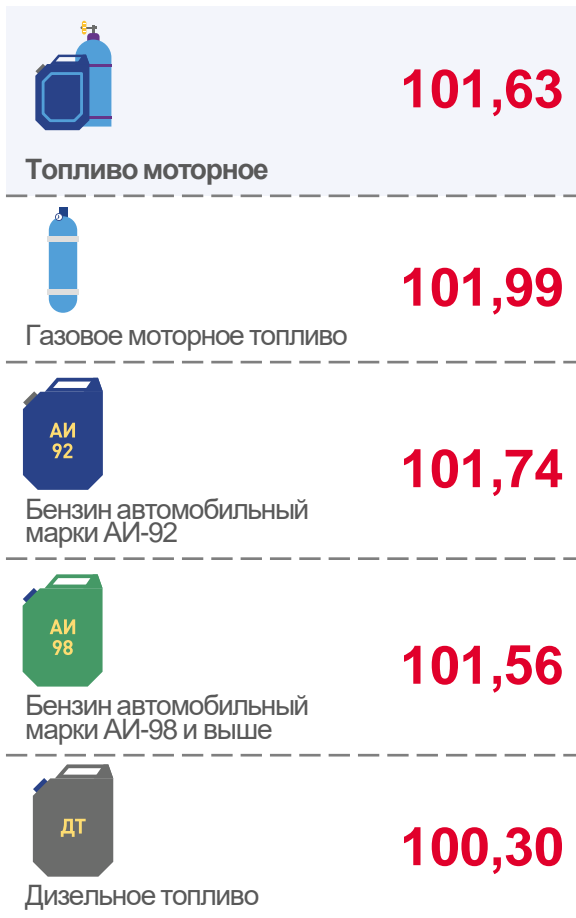 101,63
Топливо моторное
101,99
Газовое моторное топливо
АИ
92
101,74
Бензин автомобильный
марки АИ-92
АИ
98
101,56
Бензин автомобильный
марки АИ-98 и выше
ДТ
100,30
Дизельное топливо